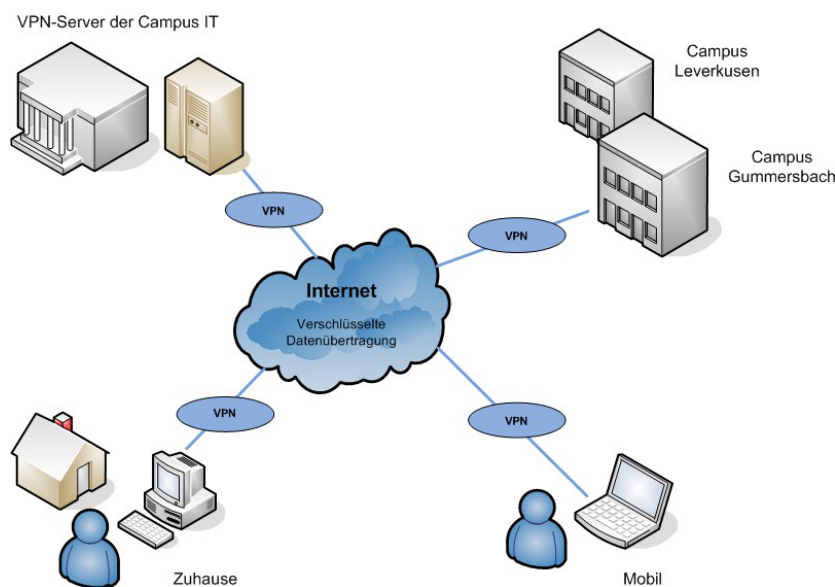 VPN-Server der Campus IT
Campus
Leverkusen
Campus
Gummersbach
VPN
VPN
Internet
Verschlüsselte
Datenübertragung
VPN
VPN
Zuhause
Mobil